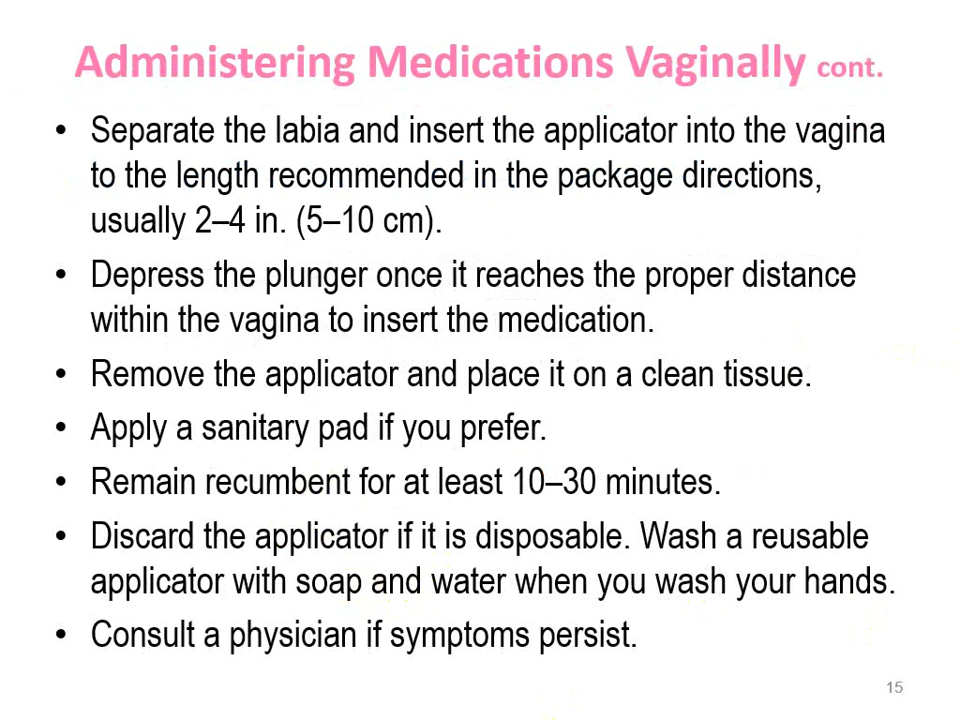 Administering Medications Vaginally cont.
• Separate the labia and insert the applicator into the vagina
to the length recommended in the package directions,
usually 2–4 in. (5–10 cm).
• Depress the plunger once it reaches the proper distance
within the vagina to insert the medication.
• Remove the applicator and place it on a clean tissue.
• Apply a sanitary pad if you prefer.
• Remain recumbent for at least 10–30 minutes.
• Discard the applicator if it is disposable. Wash a reusable
applicator with soap and water when you wash your hands.
• Consult a physician if symptoms persist.
15